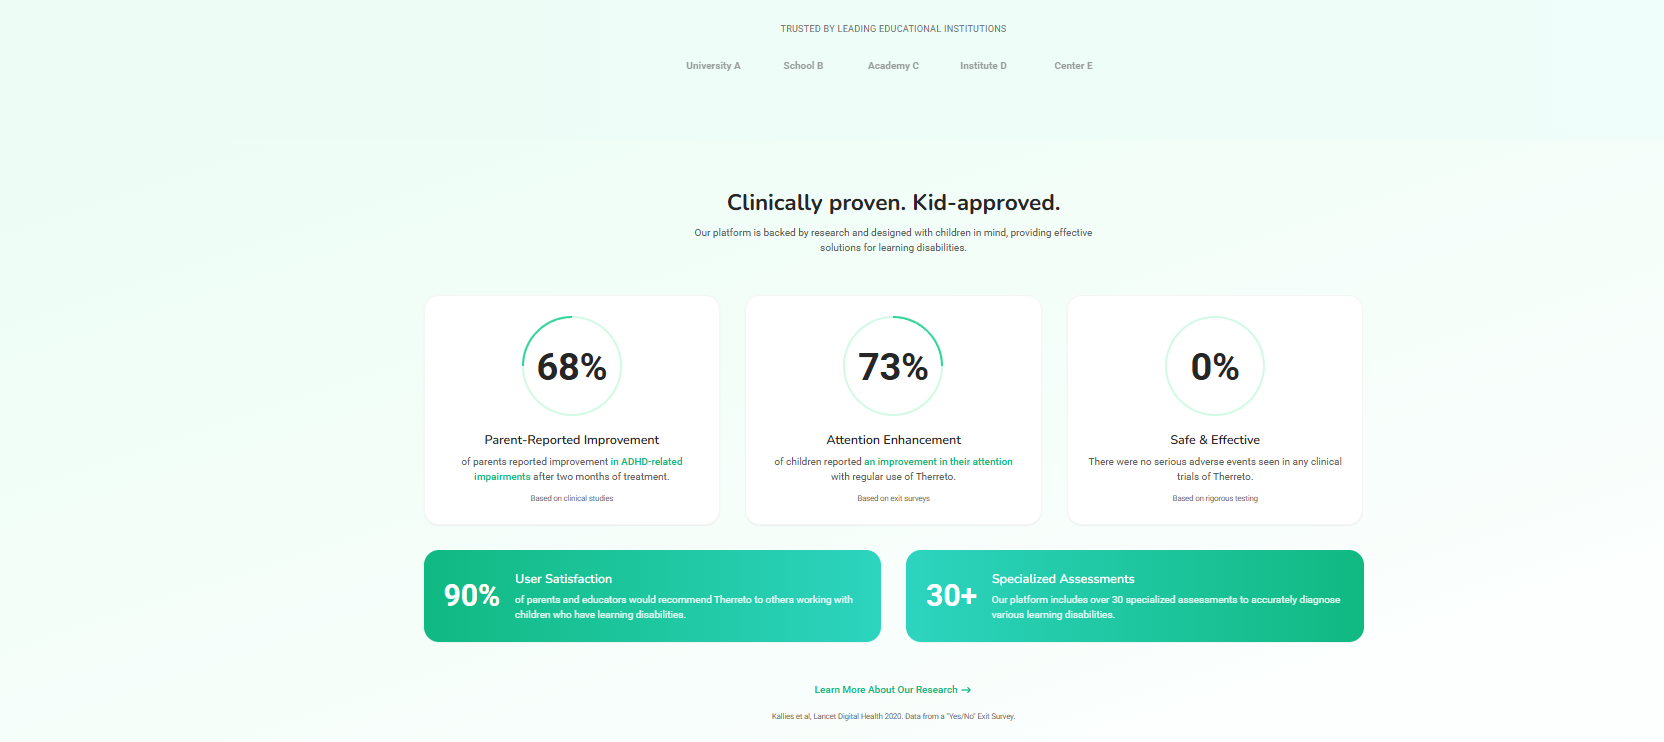 TRUSTED BY LEADING EDUCATIONAL INSTITUTIONS
University A School B Academy C Institute D Center E
Clinically proven. Kid-approved.
Our platform is backed by research and designed with children in mind, providing effective
solutions for learning disabilities.
68%
Parent-Reported Improvement
of parents reported improvement in ADHD-related
impairments after two months of treatment.
Based on clinical studies
73%
Attention Enhancement
of children reported an improvement in their attention
with regular use of Therreto.
Based on exit surveys
0%
Safe & Effective
There were no serious adverse events seen in any clinical
trials of Therreto.
Based on rigorous testing
90%
User Satisfaction
of parents and educators would recommend Therreto to others working with
children who have learning disabilities.
30+
Specialized Assessments
Our platform includes over 30 specialized assessments to accurately diagnose
various learning disabilities.
Learn More About Our Research →
Kallies et al, Lancet Digital Health 2020. Data from a "Yes/No" Exit Survey.